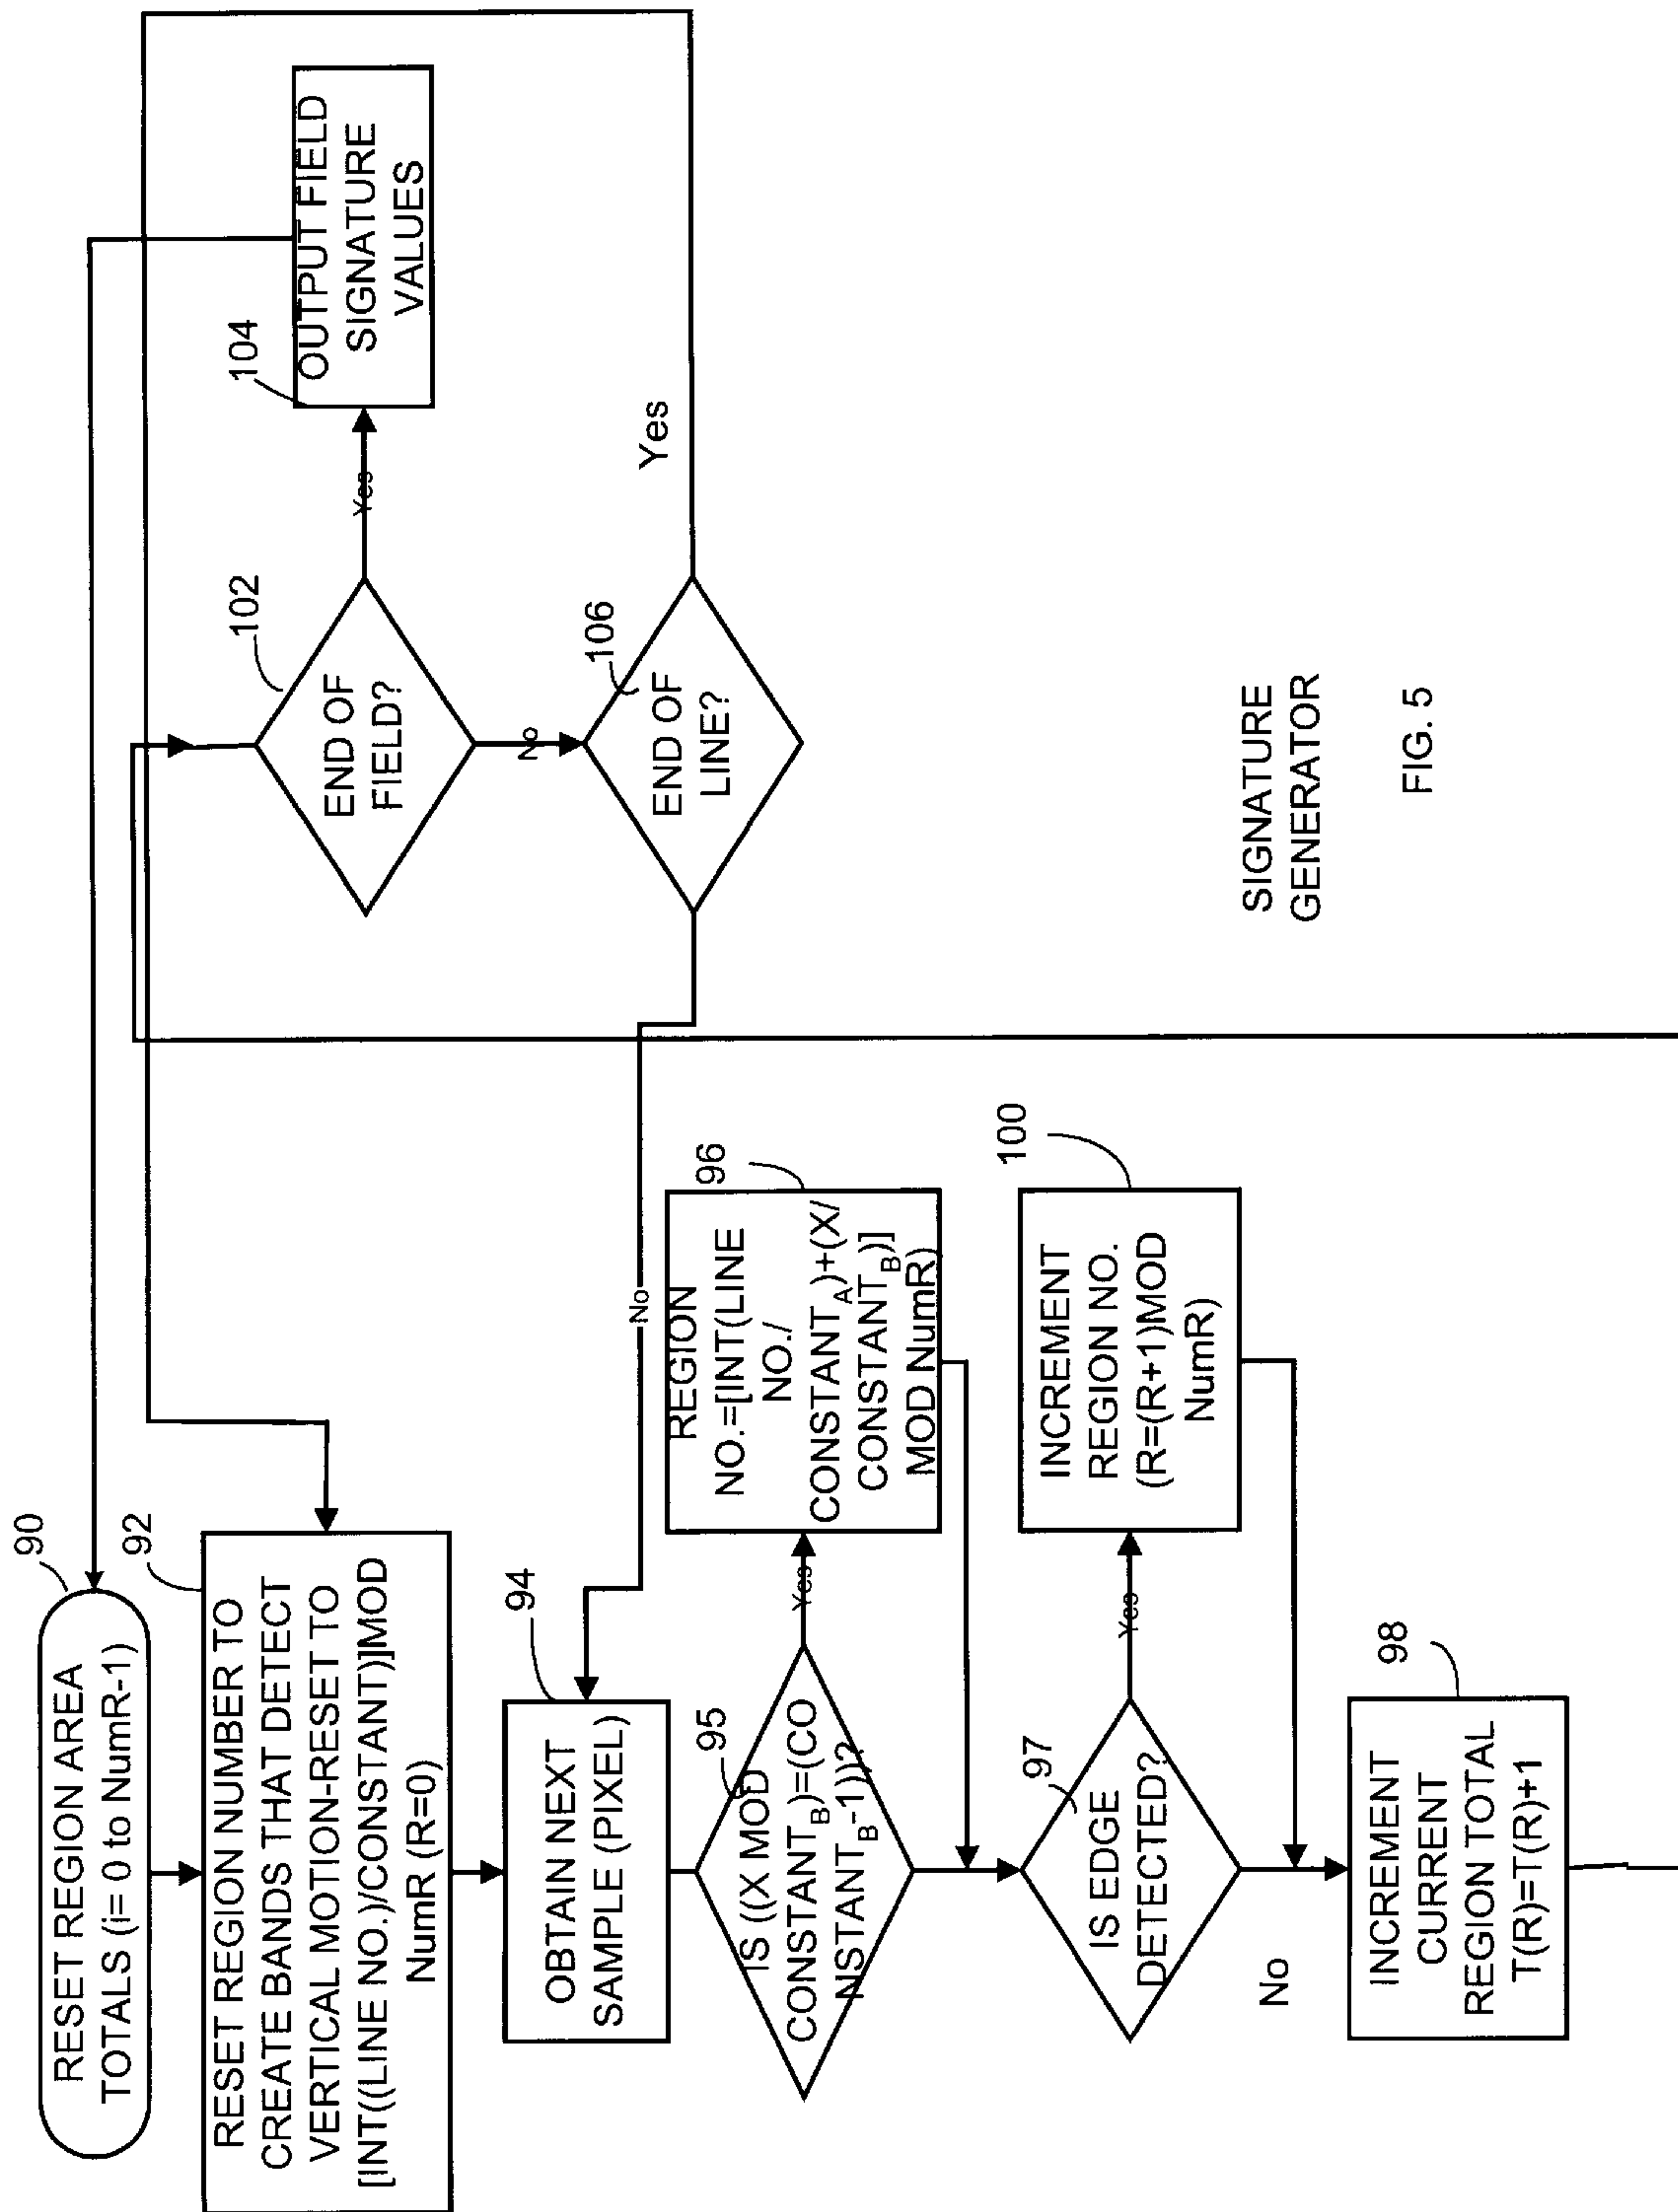 90
RESET REGION AREA
TOTALS (i= 0 to NumR-1)
92
RESET REGION NUMBER TO
CREATE BANDS THAT DETECT
VERTICAL MOTION-RESET TO
[INT((LINE NO.)/CONSTANT)]MOD
NumR (R=0)
94
OBTAIN NEXT
SAMPLE (PIXEL)
95
IS ((X MOD
CONSTANT_B)=(CO
NSTANT_B-1))?
Yes
96
REGION
NO.=[INT(LINE
NO./
CONSTANT_A)+(X/
CONSTANT_B)]
MOD NumR)
97
IS EDGE
DETECTED?
Yes
100
INCREMENT
REGION NO.
(R=(R+1)MOD
NumR)
No
98
INCREMENT
CURRENT
REGION TOTAL
T(R)=T(R)+1
102
END OF
FIELD?
Yes
104
OUTPUT FIELD
SIGNATURE
VALUES
No
106
END OF
LINE?
Yes
No
SIGNATURE
GENERATOR
FIG. 5